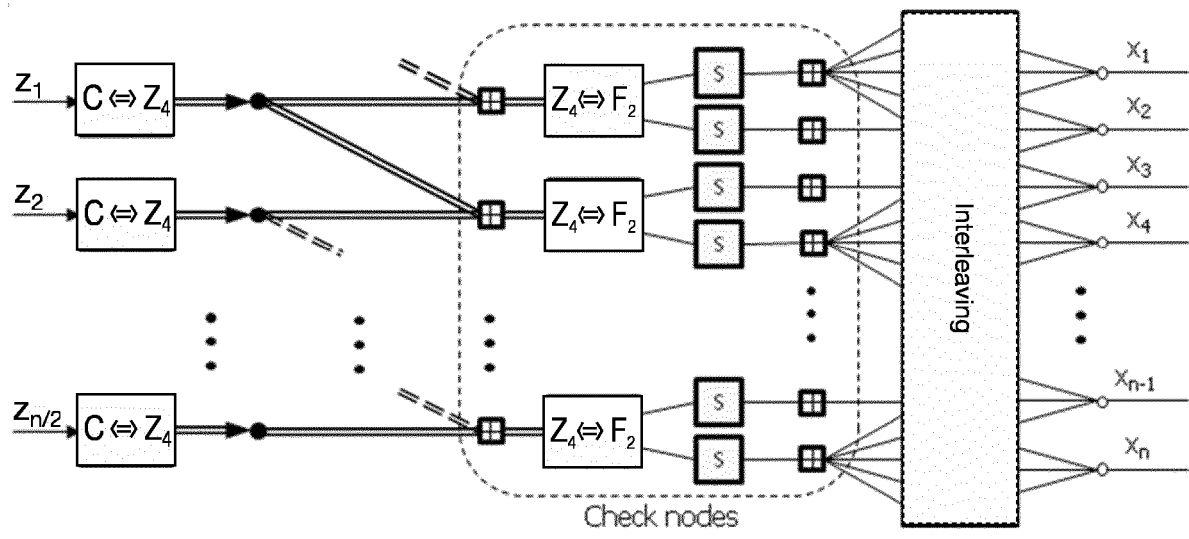 z1 C ⇔ Z4 Z4 ⇔ F2 S X1
S X2
z2 C ⇔ Z4 Z4 ⇔ F2 S X3
S X4
Interleaving
zn/2 C ⇔ Z4 Z4 ⇔ F2 S Xn-1
S Xn
Check nodes